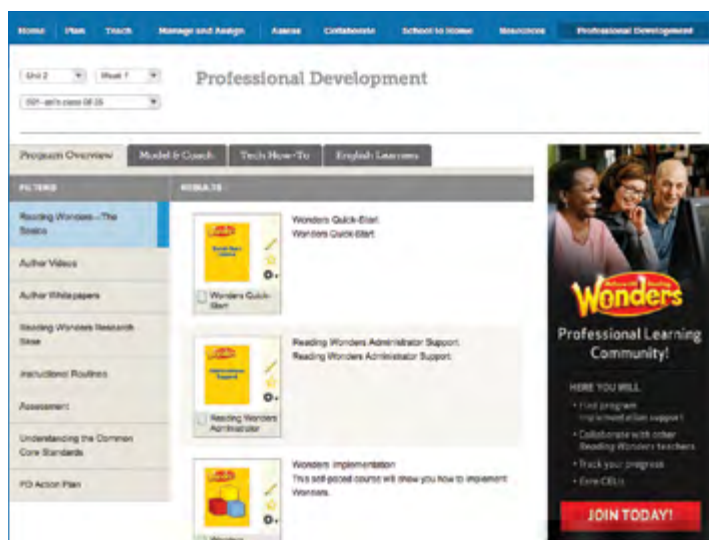 Home Plan Teach Manage and Assign Assess Collaborate School to Home Resources Professional Development
Unit 2 Week 1
Professional Development
Program Overview Model & Coach Tech How-To English Learners
FILTERS RESULTS
Reading Wonders—The
Basics
Author Videos
Author Whitepapers
Reading Wonders Research
Base
Instructional Routines
Assessment
Understanding the Common
Core Standards
PD Action Plan
Wonders Quick-Start
Wonders Quick-Start
Wonders Quick-
Start
Reading Wonders Administrator Support
Reading Wonders Administrator Support
Reading Wonders
Administrator
Wonders Implementation
This self-paced course will show you how to implement
Wonders.
Wonders
Wonders
Professional Learning
Community!
HERE YOU WILL
• Find program
implementation support
• Collaborate with other
Reading Wonders teachers
• Track your progress
• Earn CEUs
JOIN TODAY!